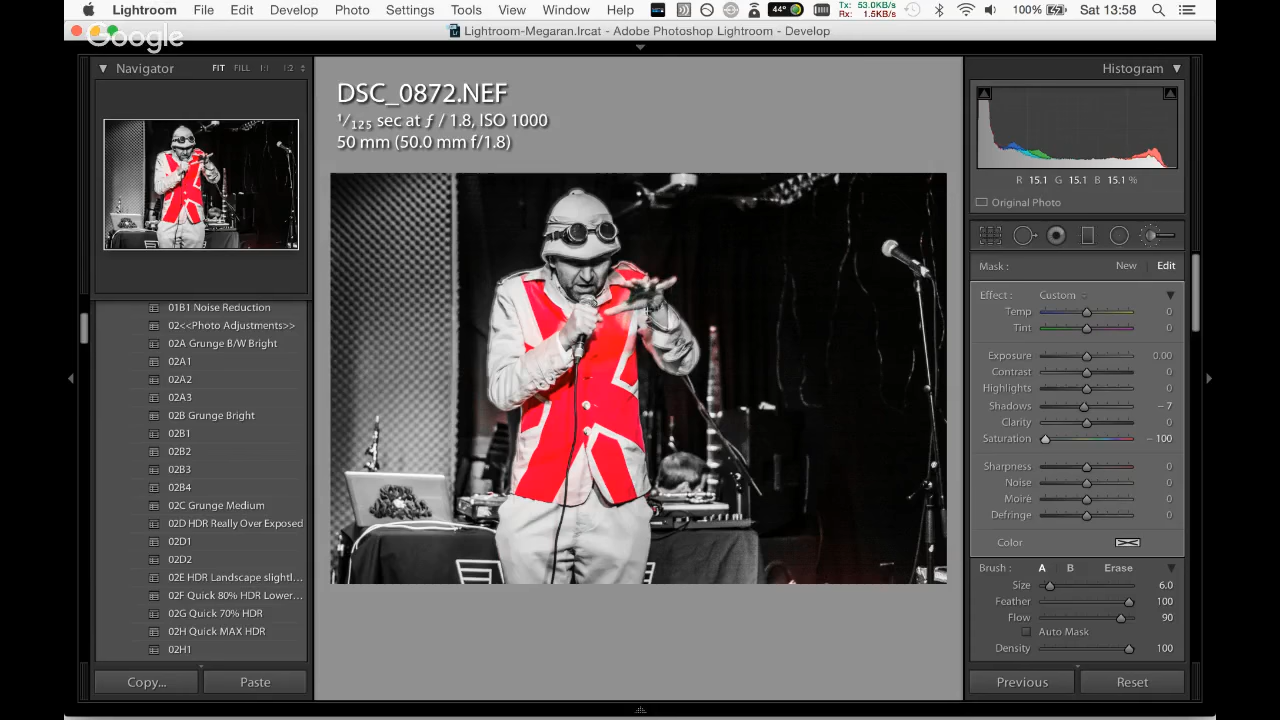 Lightroom File Edit Develop Photo Settings Tools View Window Help 44° Tx: 53.0KB/s Rx: 1.5KB/s 100% Sat 13:58
Google
Lightroom-Megaran.lrcat - Adobe Photoshop Lightroom - Develop
Navigator FIT FILL 1:1 1:2
01B1 Noise Reduction
02<<Photo Adjustments>>
02A Grunge B/W Bright
02A1
02A2
02A3
02B Grunge Bright
02B1
02B2
02B3
02B4
02C Grunge Medium
02D HDR Really Over Exposed
02D1
02D2
02E HDR Landscape slightl...
02F Quick 80% HDR Lower...
02G Quick 70% HDR
02H Quick MAX HDR
02H1
Copy... Paste
DSC_0872.NEF
1/125 sec at ƒ / 1.8, ISO 1000
50 mm (50.0 mm f/1.8)
Histogram
R 15.1 G 15.1 B 15.1 %
Original Photo
Mask : New Edit
Effect : Custom
Temp 0
Tint 0
Exposure 0.00
Contrast 0
Highlights 0
Shadows – 7
Clarity 0
Saturation – 100
Sharpness 0
Noise 0
Moiré 0
Defringe 0
Color
Brush : A B Erase
Size 6.0
Feather 100
Flow 90
Auto Mask
Density 100
Previous Reset